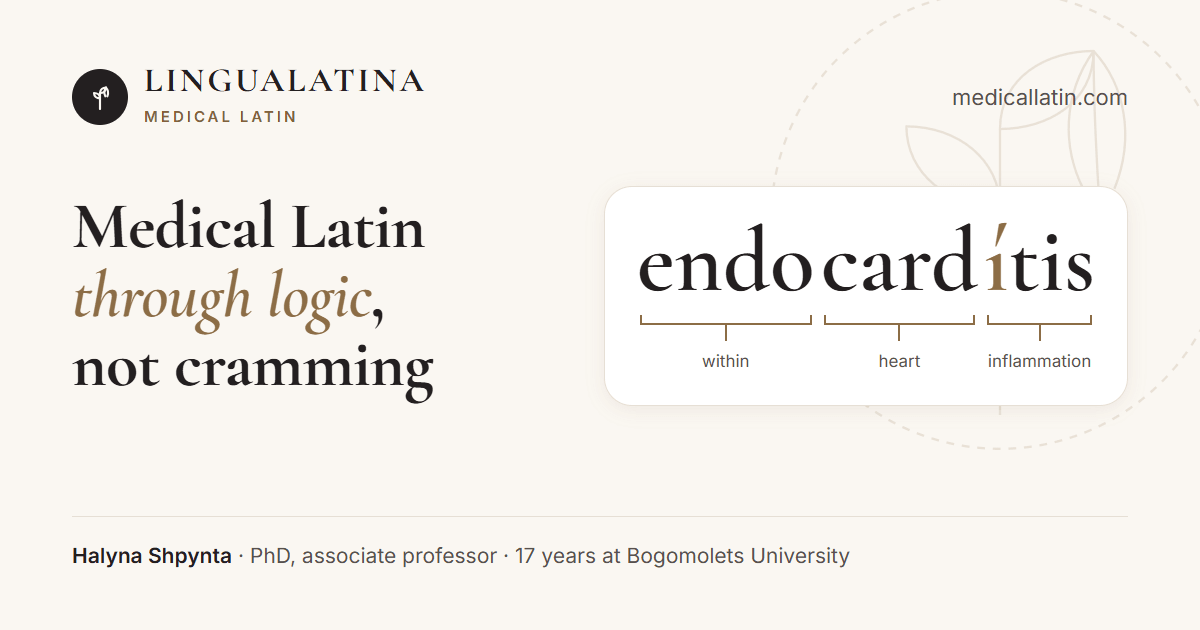 LINGUALATINA
MEDICAL LATIN
medicallatin.com
Medical Latin
through logic,
not cramming
endocardítis
within heart inflammation
Halyna Shpynta · PhD, associate professor · 17 years at Bogomolets University